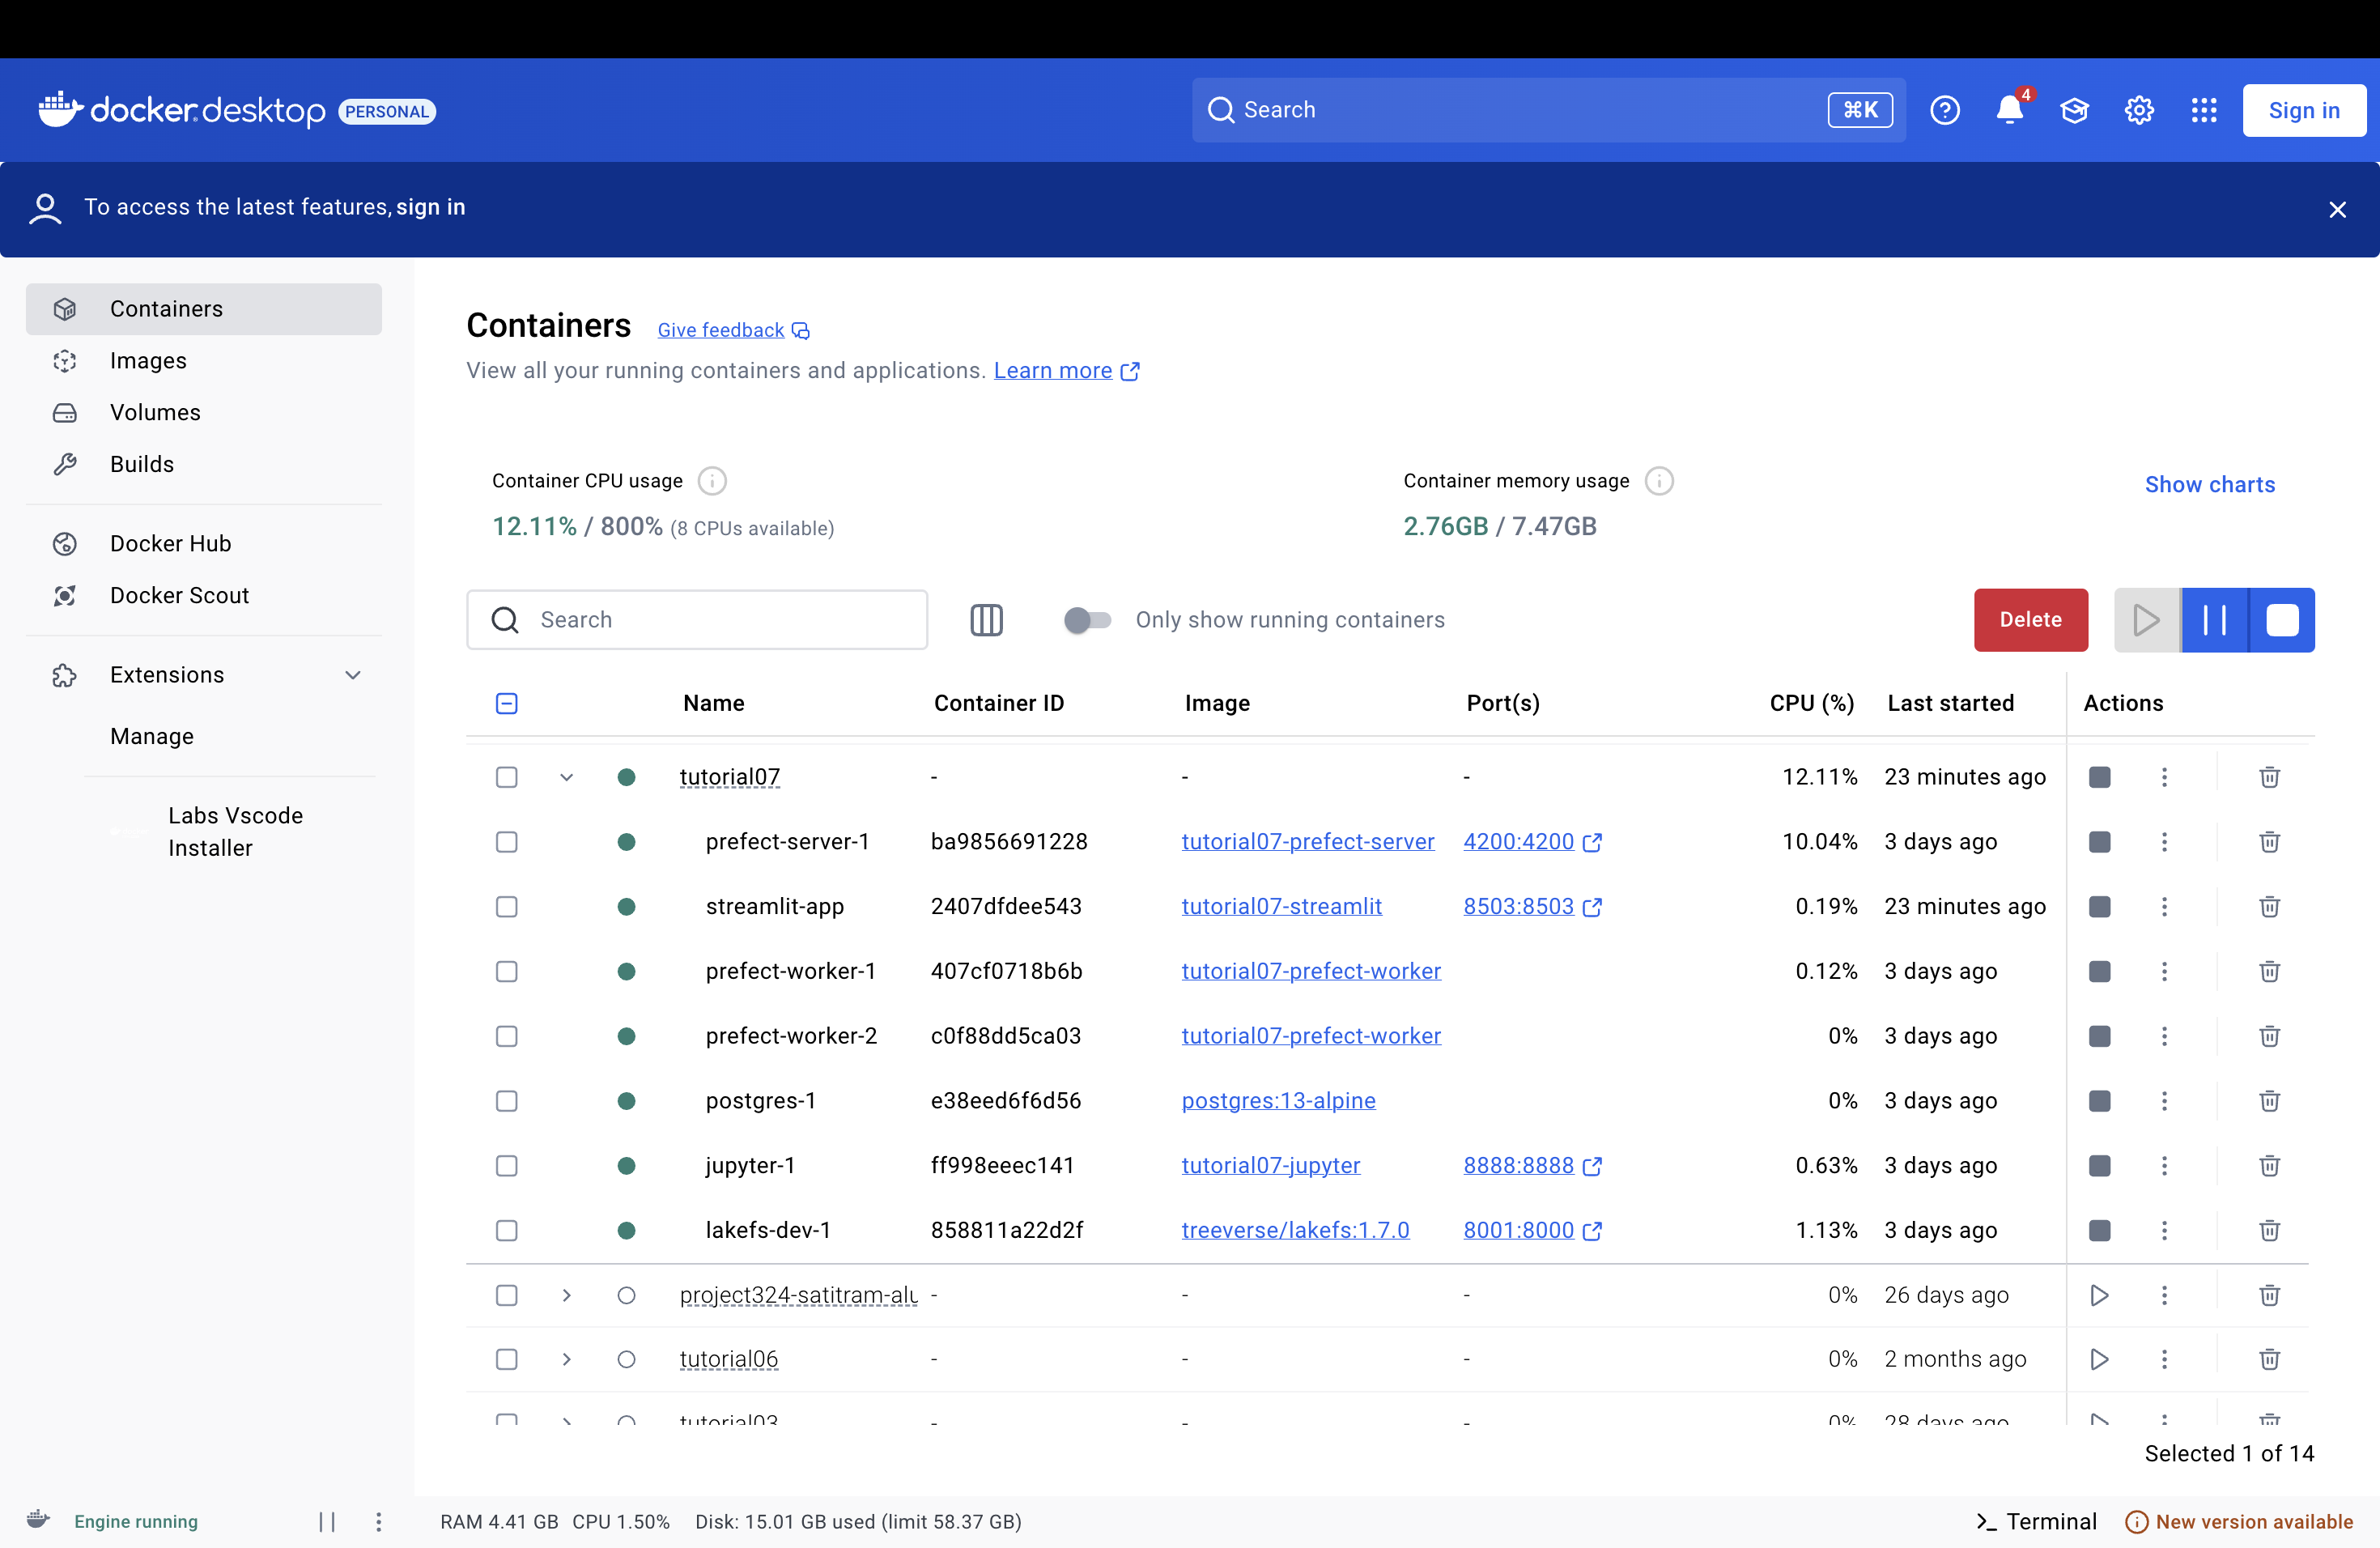 docker.desktop PERSONAL
Search ⌘K 4 Sign in
To access the latest features, sign in
Containers
Images
Volumes
Builds
Docker Hub
Docker Scout
Extensions
Manage
Labs Vscode
Installer
Containers Give feedback
View all your running containers and applications. Learn more
Container CPU usage
12.11% / 800% (8 CPUs available)
Container memory usage
2.76GB / 7.47GB
Show charts
Search Only show running containers Delete
Name Container ID Image Port(s) CPU (%) Last started Actions
tutorial07 - - - 12.11% 23 minutes ago
prefect-server-1 ba9856691228 tutorial07-prefect-server 4200:4200 10.04% 3 days ago
streamlit-app 2407dfdee543 tutorial07-streamlit 8503:8503 0.19% 23 minutes ago
prefect-worker-1 407cf0718b6b tutorial07-prefect-worker 0.12% 3 days ago
prefect-worker-2 c0f88dd5ca03 tutorial07-prefect-worker 0% 3 days ago
postgres-1 e38eed6f6d56 postgres:13-alpine 0% 3 days ago
jupyter-1 ff998eeec141 tutorial07-jupyter 8888:8888 0.63% 3 days ago
lakefs-dev-1 858811a22d2f treeverse/lakefs:1.7.0 8001:8000 1.13% 3 days ago
project324-satitram-alu - - - 0% 26 days ago
tutorial06 - - - 0% 2 months ago
tutorial03 - - - 0% 28 days ago
Selected 1 of 14
Engine running RAM 4.41 GB CPU 1.50% Disk: 15.01 GB used (limit 58.37 GB) >_ Terminal New version available